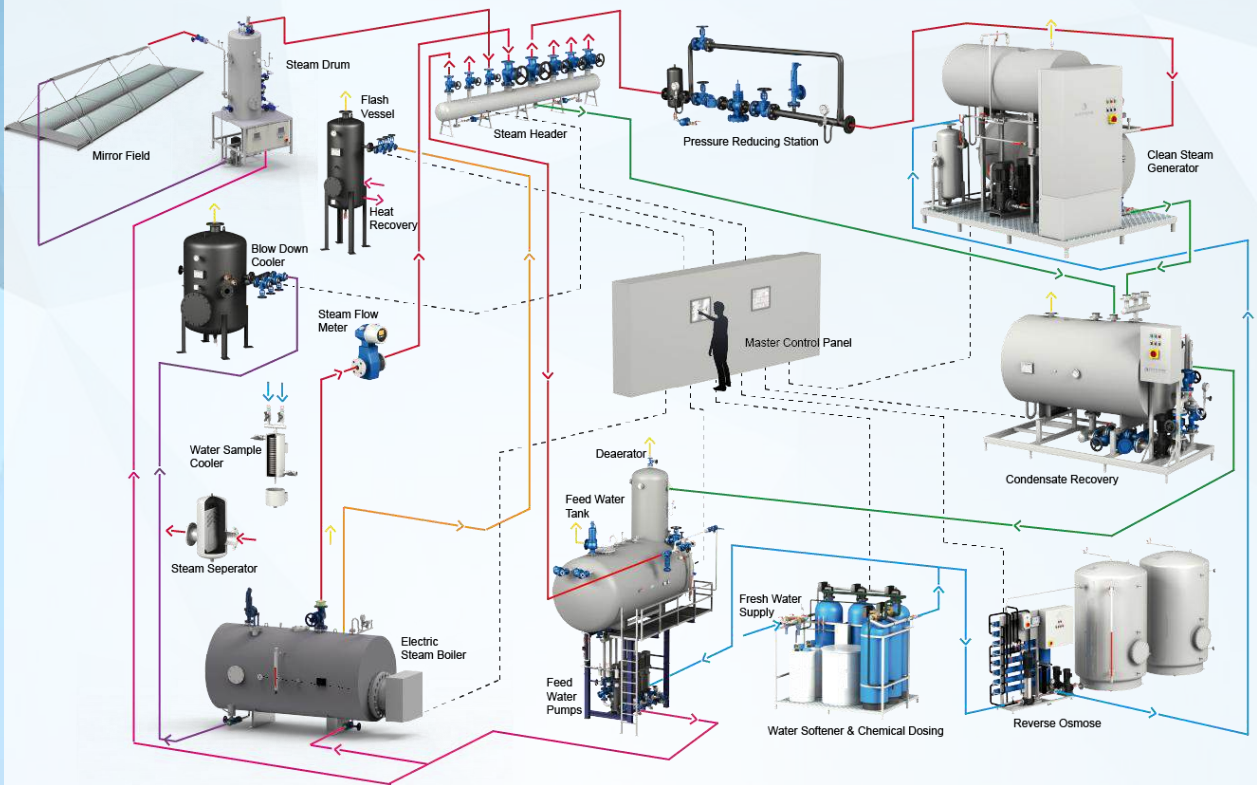 Steam Drum
Mirror Field
Flash
Vessel
Steam Header
Pressure Reducing Station
Clean Steam
Generator
Heat
Recovery
Blow Down
Cooler
Steam Flow
Meter
Master Control Panel
Water Sample
Cooler
Deaerator
Condensate Recovery
Feed Water
Tank
Steam Seperator
Fresh Water
Supply
Electric
Steam Boiler
Feed
Water
Pumps
Water Softener & Chemical Dosing
Reverse Osmose